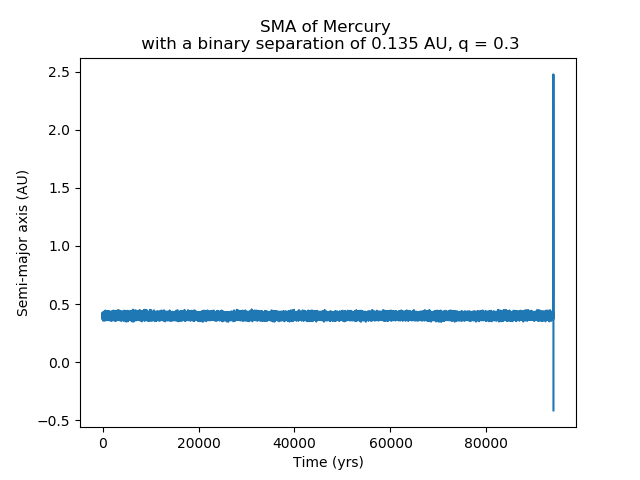 SMA of Mercury
with a binary separation of 0.135 AU, q = 0.3
2.5
2.0
1.5
1.0
0.5
0.0
−0.5
Semi-major axis (AU)
0 20000 40000 60000 80000
Time (yrs)